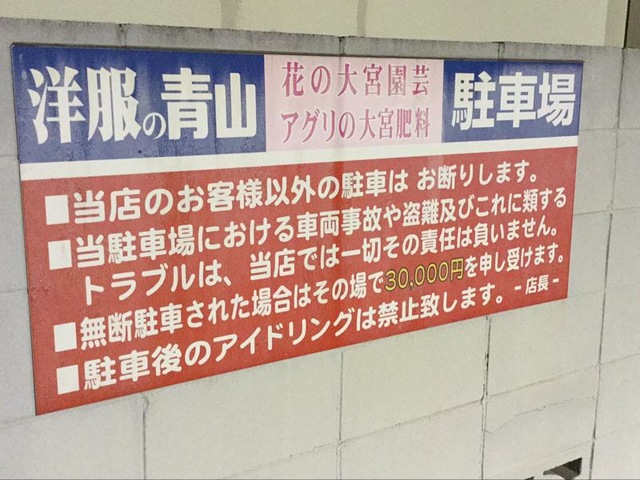 洋服の青山
花の大宮園芸
アグリの大宮肥料
駐車場
■当店のお客様以外の駐車は お断りします。
■当駐車場における車両事故や盗難及びこれに類する
トラブルは、当店では一切その責任は負いません。
■無断駐車された場合はその場で30,000円を申し受けます。
■駐車後のアイドリングは禁止致します。 -店長-